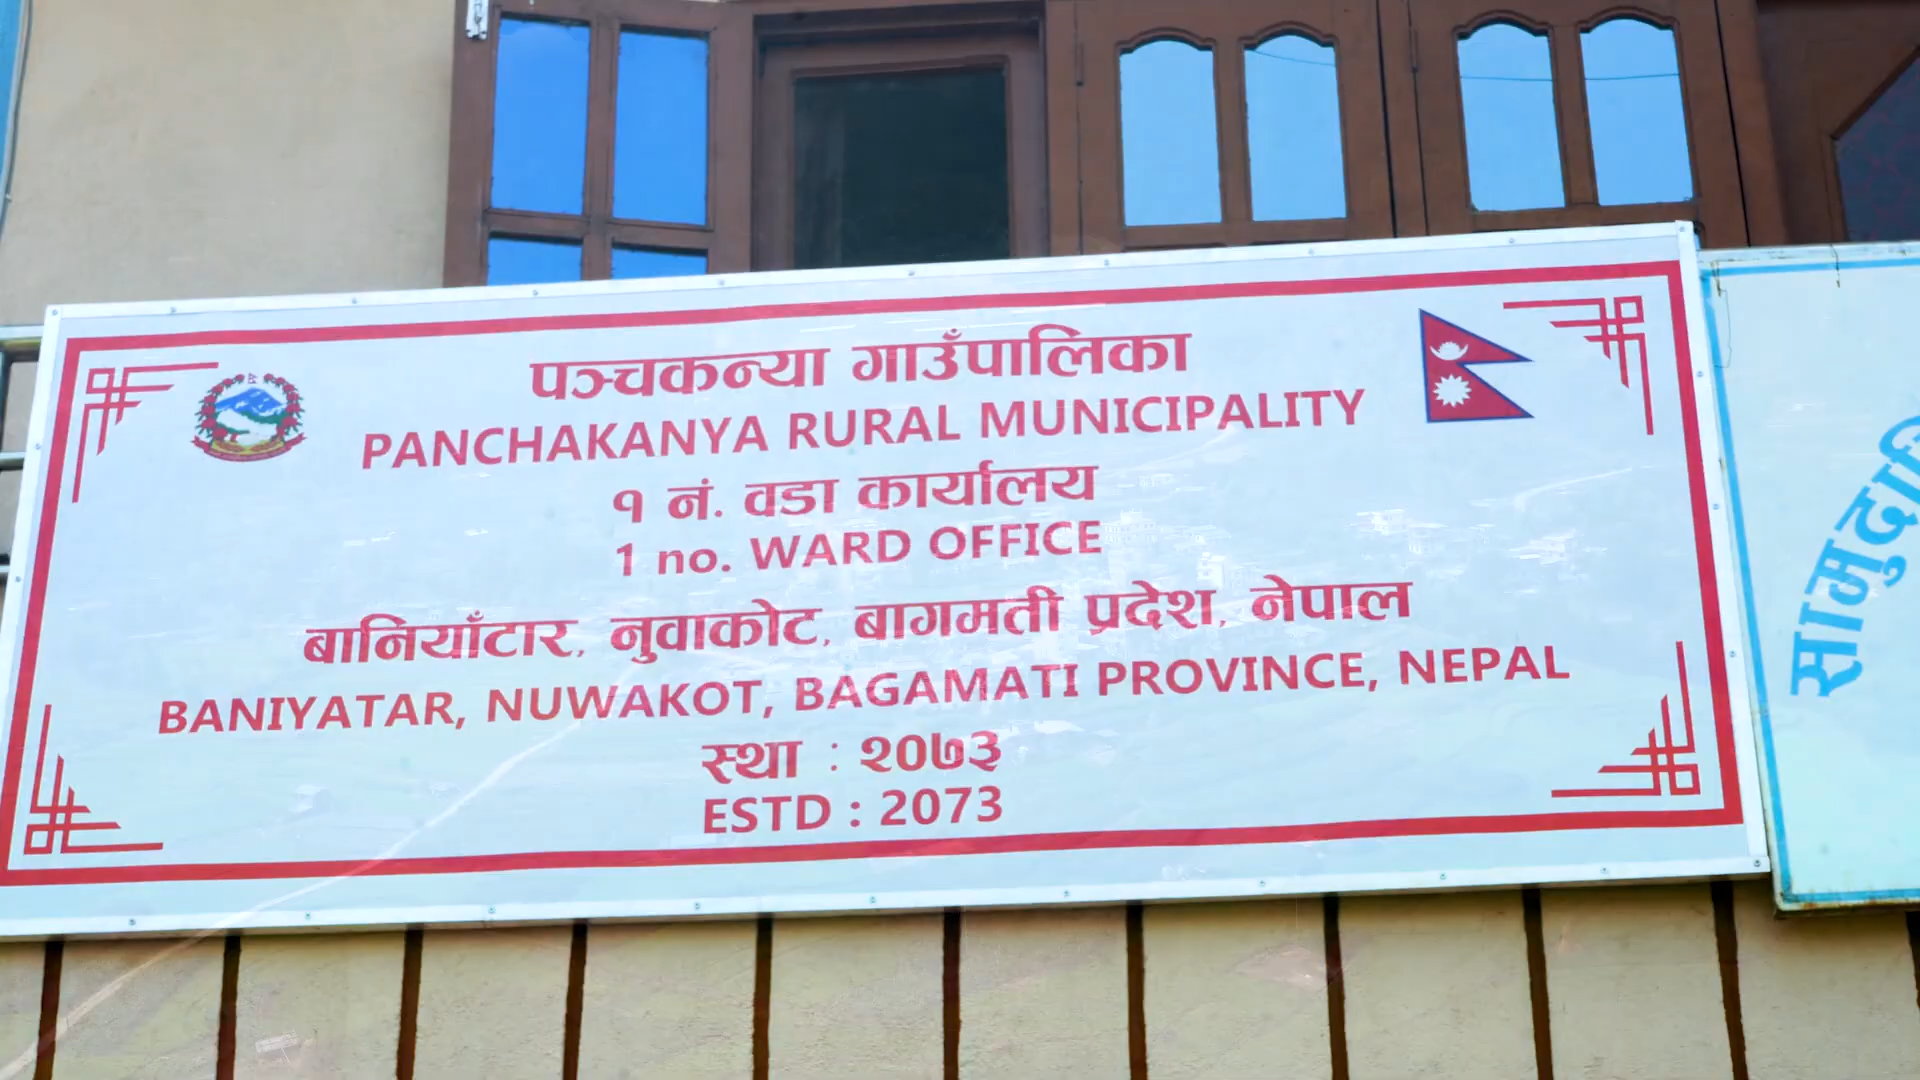 पञ्चकन्या गाउँपालिका
PANCHAKANYA RURAL MUNICIPALITY
१ नं. वडा कार्यालय
1 no. WARD OFFICE
बानियाँटार, नुवाकोट, बागमती प्रदेश, नेपाल
BANIYATAR, NUWAKOT, BAGAMATI PROVINCE, NEPAL
स्था : २०७३
ESTD : 2073